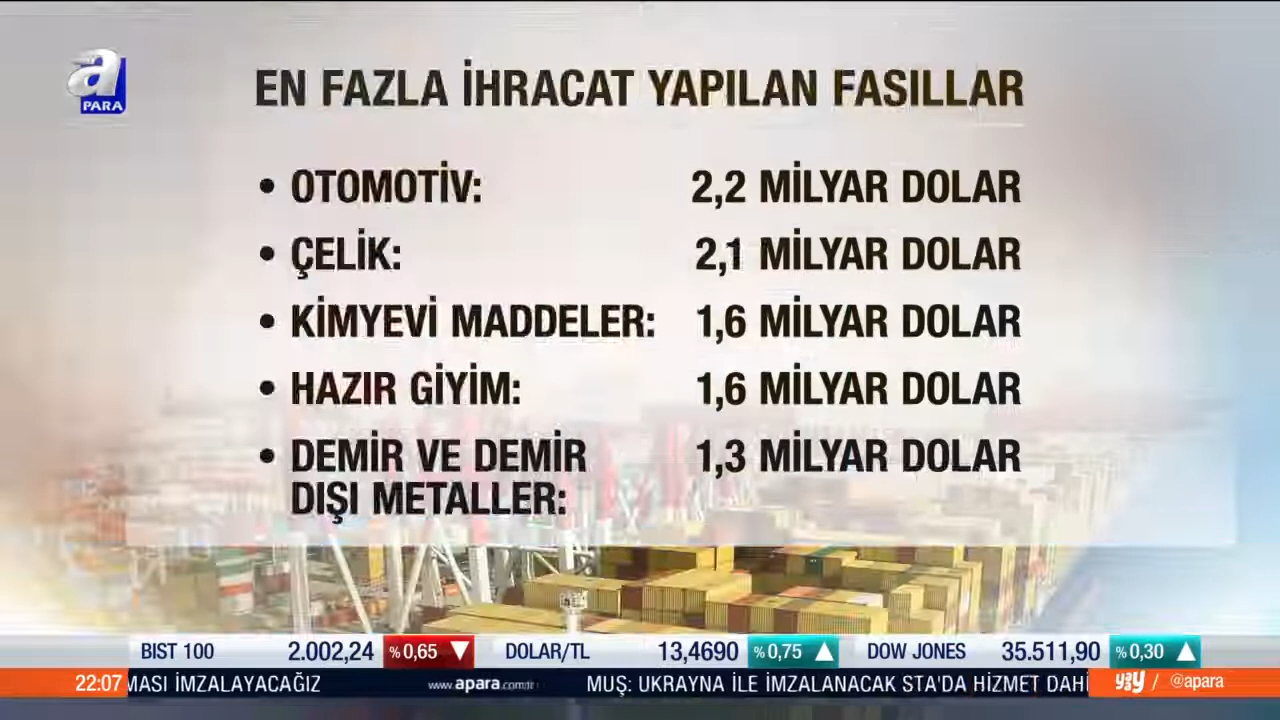 a
PARA
EN FAZLA İHRACAT YAPILAN FASILLAR
• OTOMOTİV: 2,2 MİLYAR DOLAR
• ÇELİK: 2,1 MİLYAR DOLAR
• KİMYEVİ MADDELER: 1,6 MİLYAR DOLAR
• HAZIR GİYİM: 1,6 MİLYAR DOLAR
• DEMİR VE DEMİR 1,3 MİLYAR DOLAR
DIŞI METALLER:
BIST 100 2.002,24 %0,65 ▼ DOLAR/TL 13,4690 %0,75 ▲ DOW JONES 35.511,90 %0,30 ▲
22:07 MASI İMZALAYACAĞIZ www.apara.com.tr MUŞ: UKRAYNA İLE İMZALANACAK STA'DA HİZMET DAHİ / @apara